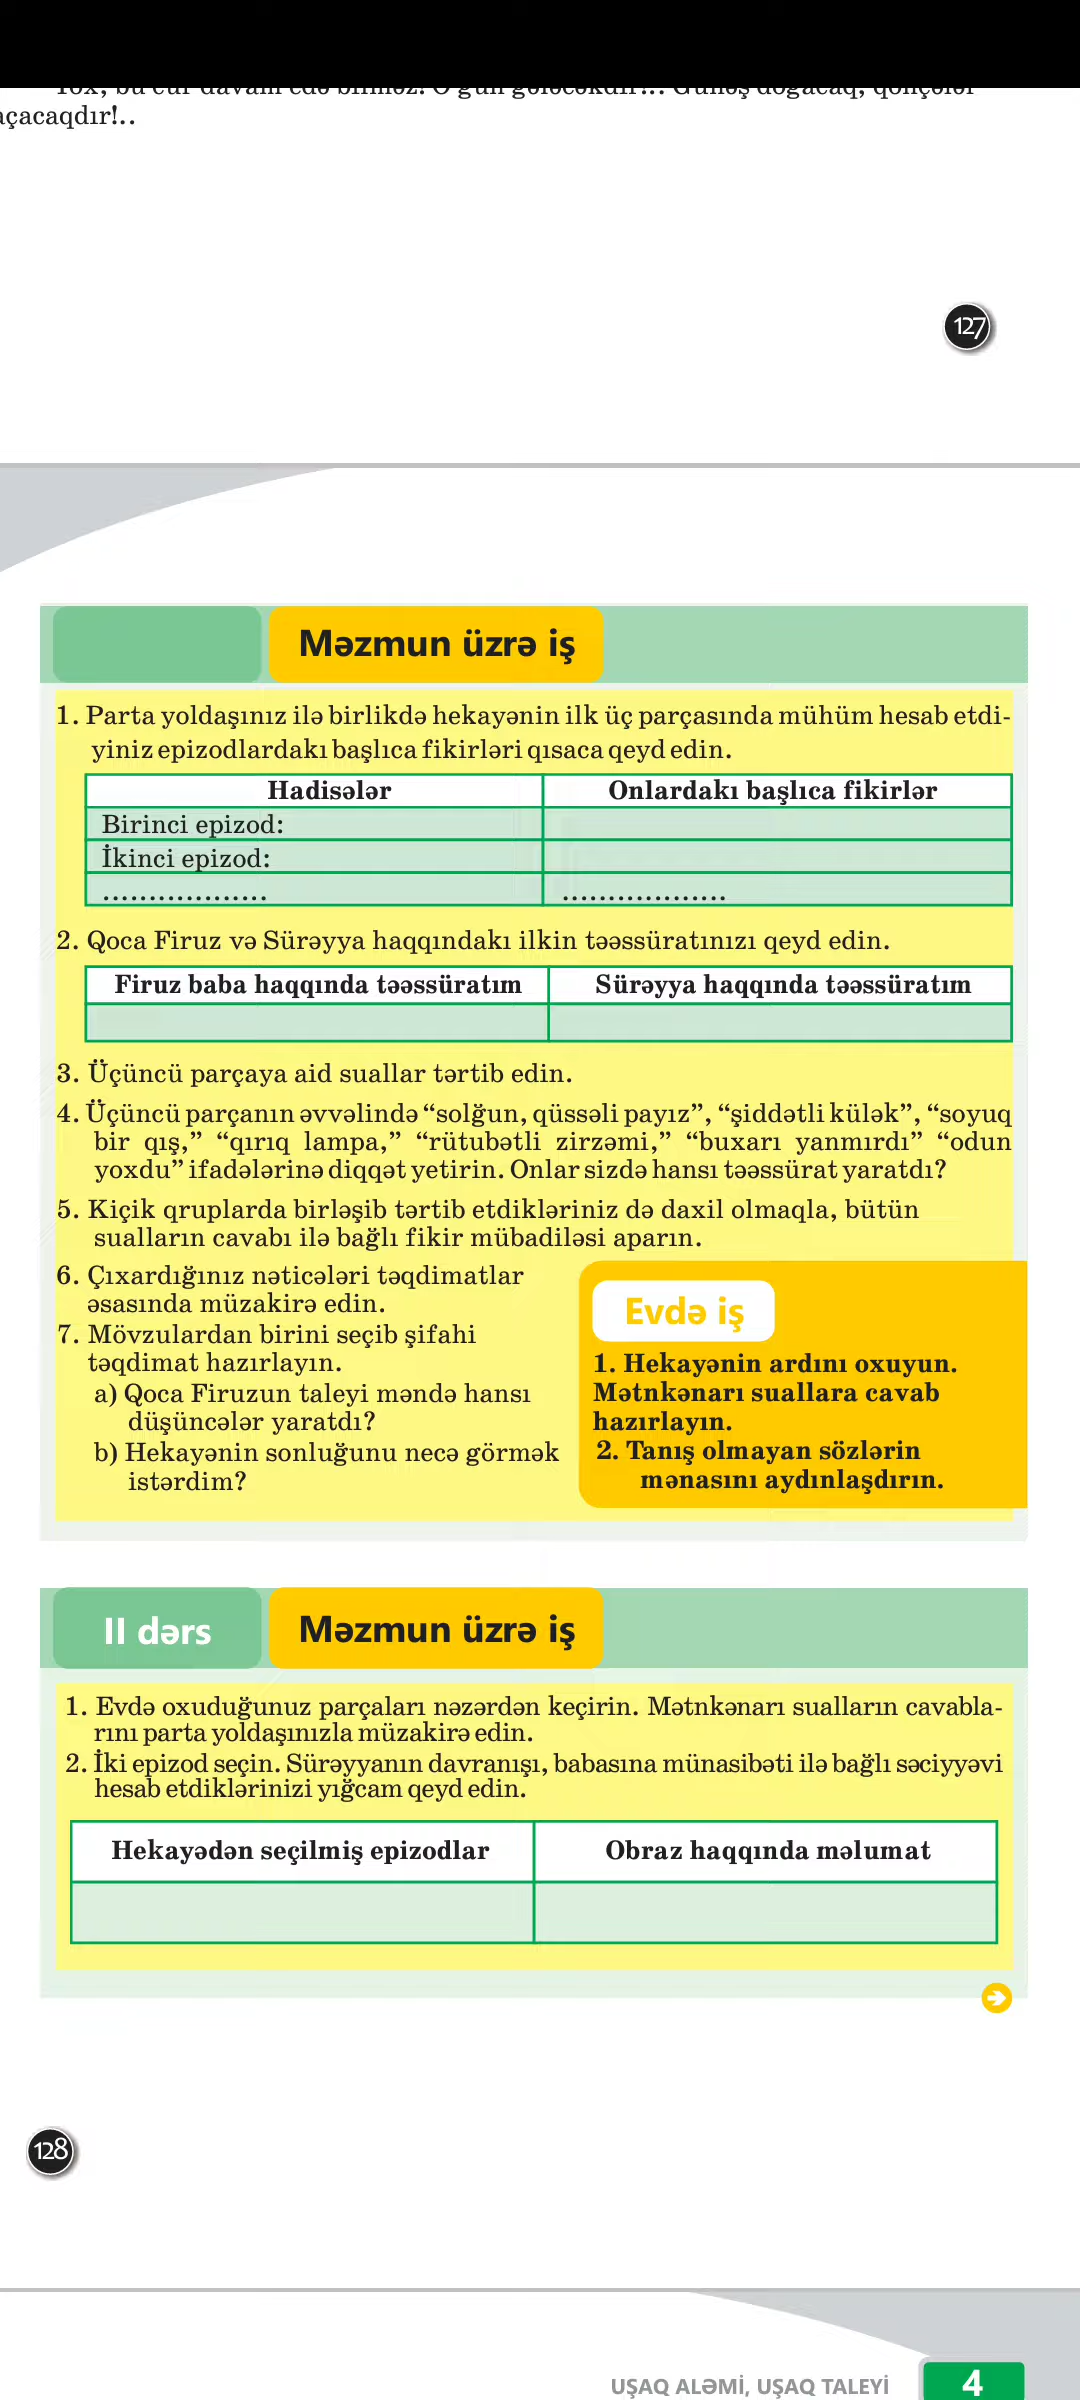 açacaqdır!..
127
Məzmun üzrə iş
1. Parta yoldaşınız ilə birlikdə hekayənin ilk üç parçasında mühüm hesab etdi-
yiniz epizodlardakı başlıca fikirləri qısaca qeyd edin.
Hadisələr Onlardakı başlıca fikirlər
Birinci epizod:
İkinci epizod:
.................. ..................
2. Qoca Firuz və Sürəyya haqqındakı ilkin təəssüratınızı qeyd edin.
Firuz baba haqqında təəssüratım Sürəyya haqqında təəssüratım
3. Üçüncü parçaya aid suallar tərtib edin.
4. Üçüncü parçanın əvvəlində “solğun, qüssəli payız”, “şiddətli külək”, “soyuq
bir qış,” “qırıq lampa,” “rütubətli zirzəmi,” “buxarı yanmırdı” “odun
yoxdu” ifadələrinə diqqət yetirin. Onlar sizdə hansı təəssürat yaratdı?
5. Kiçik qruplarda birləşib tərtib etdikləriniz də daxil olmaqla, bütün
sualların cavabı ilə bağlı fikir mübadiləsi aparın.
6. Çıxardığınız nəticələri təqdimatlar
əsasında müzakirə edin.
7. Mövzulardan birini seçib şifahi
təqdimat hazırlayın.
a) Qoca Firuzun taleyi məndə hansı
düşüncələr yaratdı?
b) Hekayənin sonluğunu necə görmək
istərdim?
Evdə iş
1. Hekayənin ardını oxuyun.
Mətnkənarı suallara cavab
hazırlayın.
2. Tanış olmayan sözlərin
mənasını aydınlaşdırın.
II dərs
Məzmun üzrə iş
1. Evdə oxuduğunuz parçaları nəzərdən keçirin. Mətnkənarı sualların cavabla-
rını parta yoldaşınızla müzakirə edin.
2. İki epizod seçin. Sürəyyanın davranışı, babasına münasibəti ilə bağlı səciyyəvi
hesab etdiklərinizi yığcam qeyd edin.
Hekayədən seçilmiş epizodlar Obraz haqqında məlumat
128
UŞAQ ALƏMİ, UŞAQ TALEYİ 4